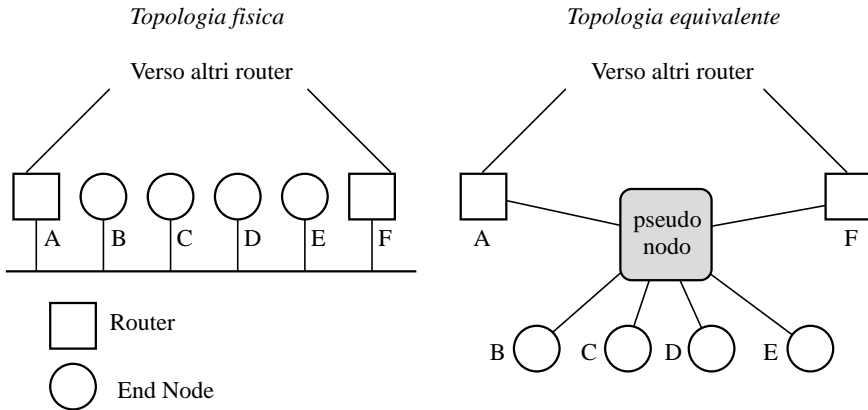 Topologia fisica
Verso altri router
A
B
C
D
E
F
Router
End Node
Topologia equivalente
Verso altri router
A
F
pseudo
nodo
B
C
D
E